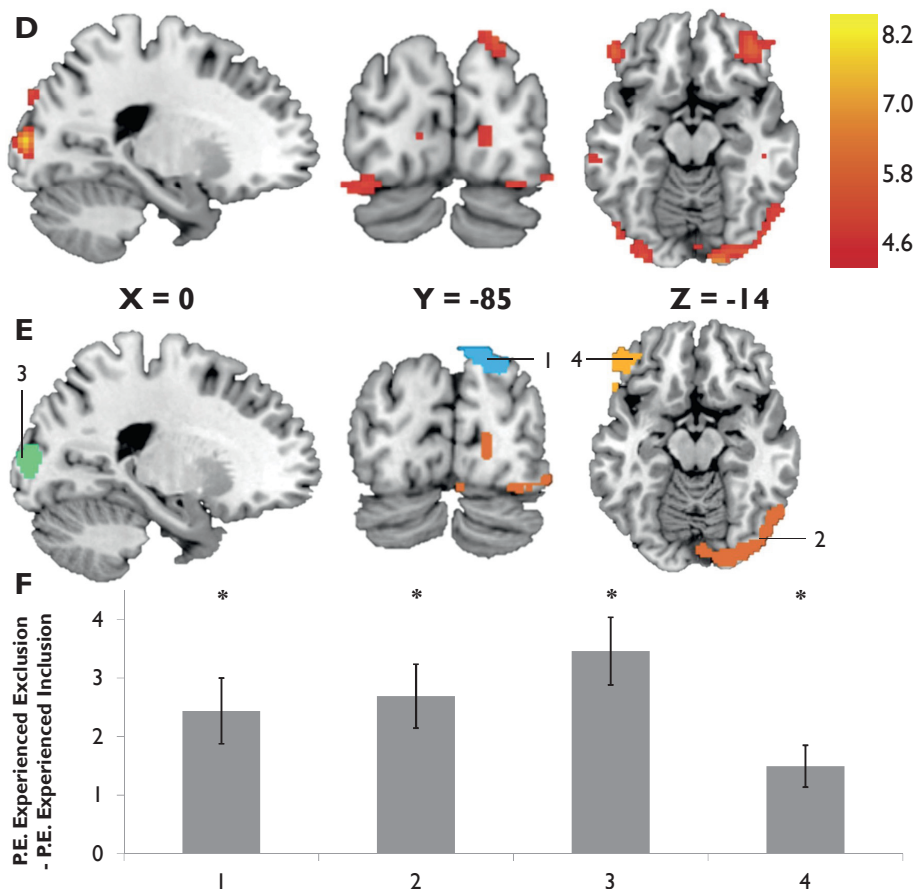 D
8.2
7.0
5.8
4.6
X = 0
Y = -85
Z = -14
E
3
1
4
2
F
P.E. Experienced Exclusion
- P.E. Experienced Inclusion
4
3
2
1
0
* * * *
1 2 3 4